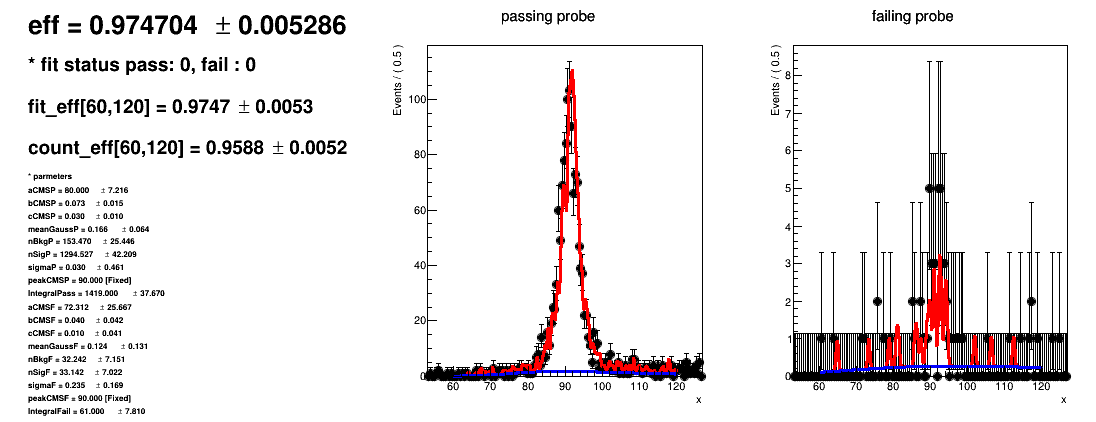 eff = 0.974704 ± 0.005286
* fit status pass: 0, fail : 0
fit_eff[60,120] = 0.9747 ± 0.0053
count_eff[60,120] = 0.9588 ± 0.0052
* parmeters
aCMSP = 80.000 ± 7.216
bCMSP = 0.073 ± 0.015
cCMSP = 0.030 ± 0.010
meanGaussP = 0.166 ± 0.064
nBkgP = 153.470 ± 25.446
nSigP = 1294.527 ± 42.209
sigmaP = 0.030 ± 0.461
peakCMSP = 90.000 [Fixed]
IntegralPass = 1419.000 ± 37.670
aCMSF = 72.312 ± 25.667
bCMSF = 0.040 ± 0.042
cCMSF = 0.010 ± 0.041
meanGaussF = 0.124 ± 0.131
nBkgF = 32.242 ± 7.151
nSigF = 33.142 ± 7.022
sigmaF = 0.235 ± 0.169
peakCMSF = 90.000 [Fixed]
IntegralFail = 61.000 ± 7.810
passing probe
Events / ( 0.5 )
100
80
60
40
20
0
60 70 80 90 100 110 120
x
failing probe
Events / ( 0.5 )
8
7
6
5
4
3
2
1
0
60 70 80 90 100 110 120
x